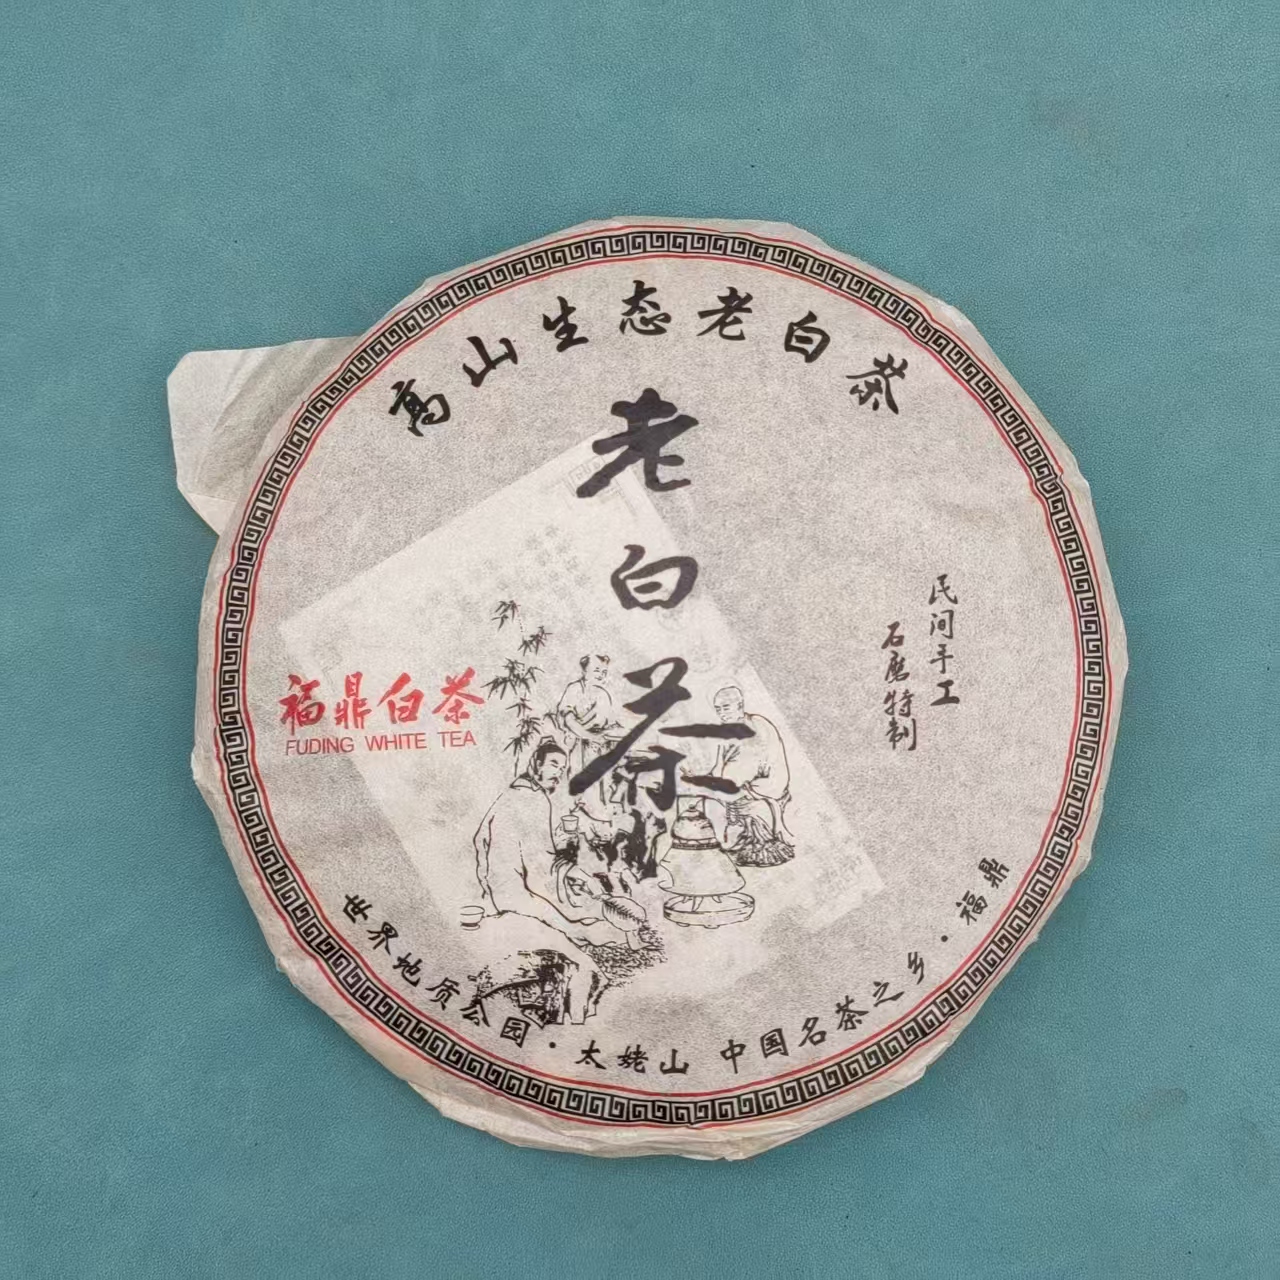 高山生态老白茶
老白茶
民间手工
石磨特制
福鼎白茶
FUDING WHITE TEA
世界地质公园·太姥山 中国名茶之乡·福鼎